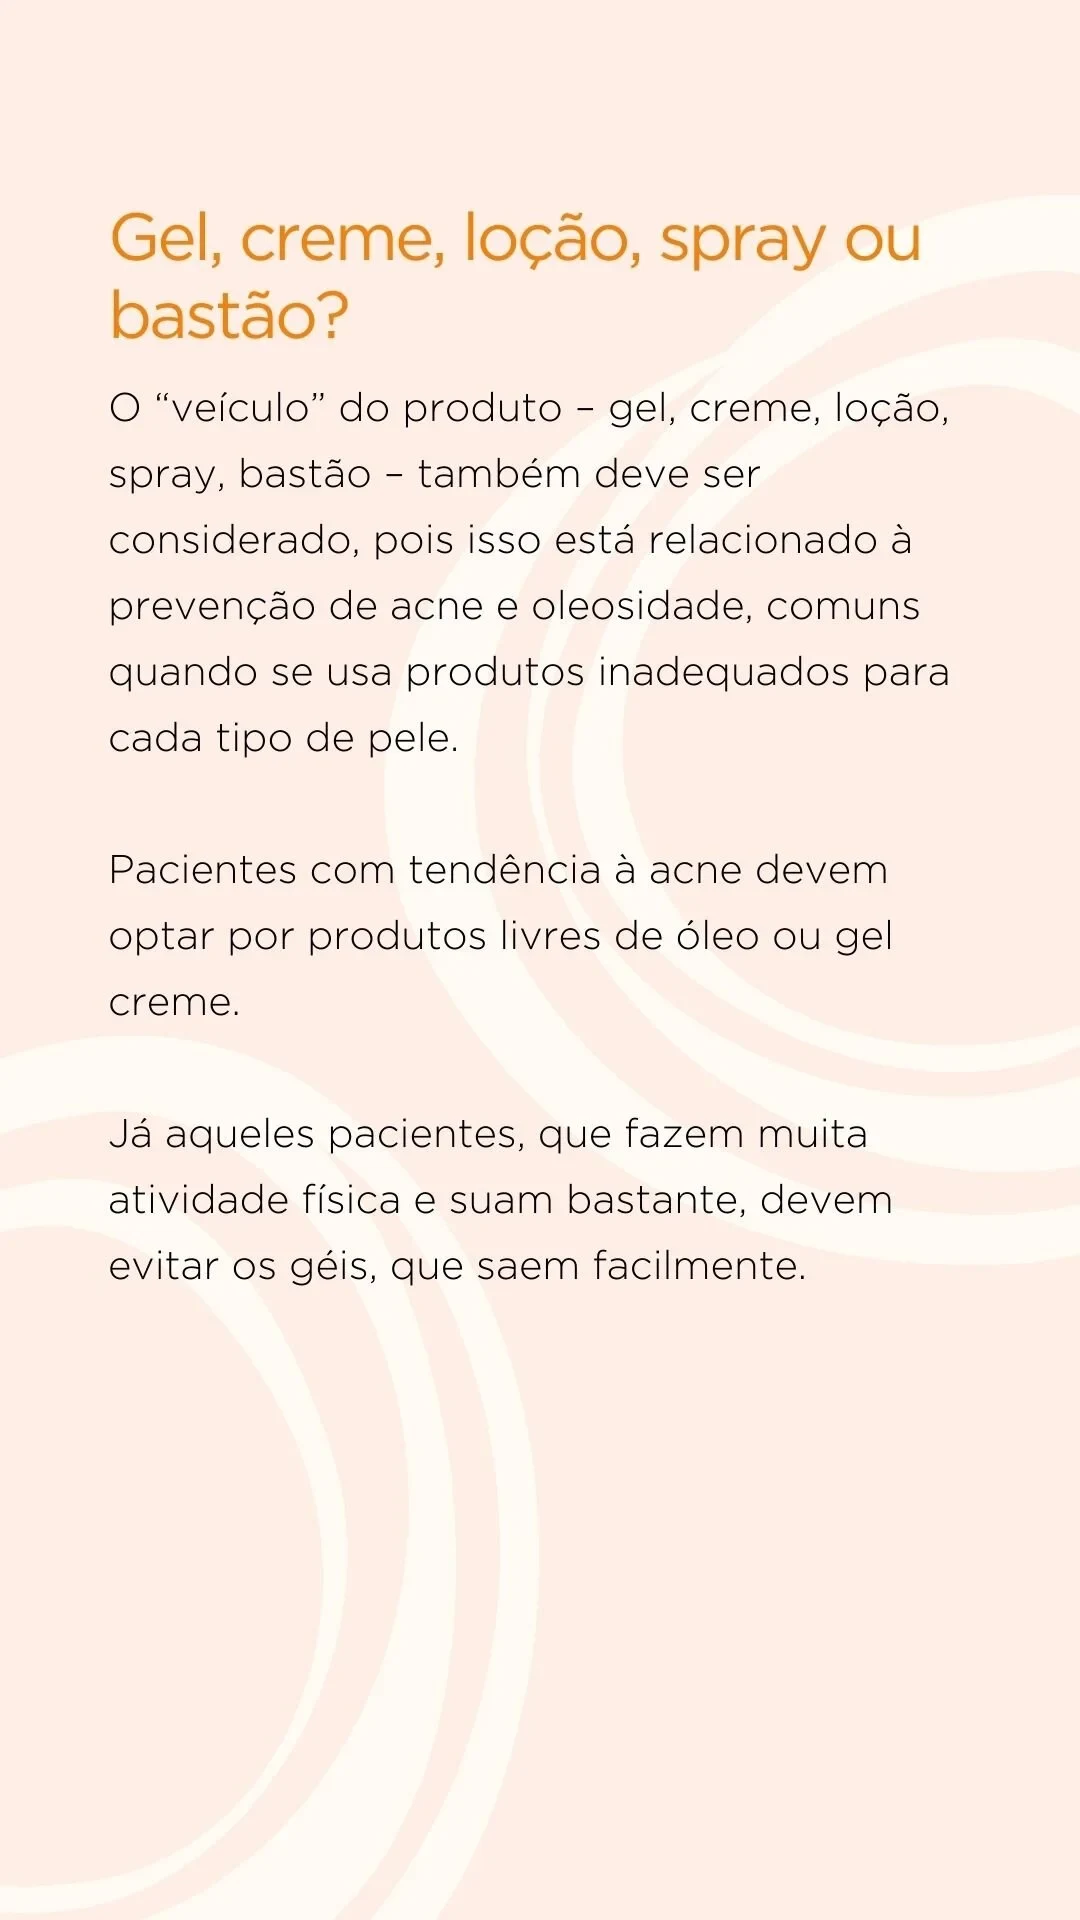 Gel, creme, loção, spray ou
bastão?
O “veículo” do produto – gel, creme, loção,
spray, bastão – também deve ser
considerado, pois isso está relacionado à
prevenção de acne e oleosidade, comuns
quando se usa produtos inadequados para
cada tipo de pele.
Pacientes com tendência à acne devem
optar por produtos livres de óleo ou gel
creme.
Já aqueles pacientes, que fazem muita
atividade física e suam bastante, devem
evitar os géis, que saem facilmente.